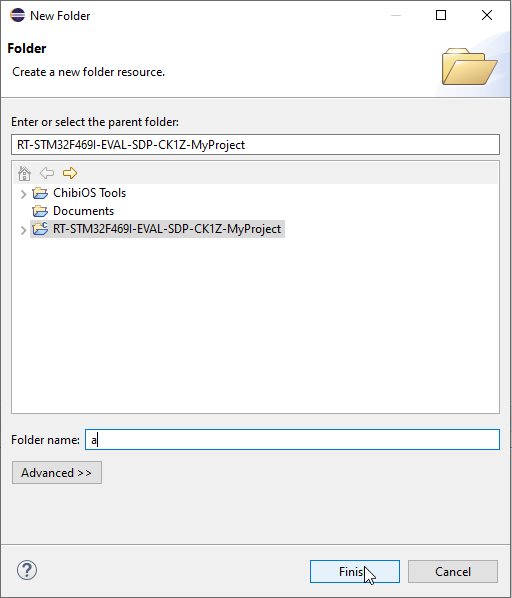 New Folder
Folder
Create a new folder resource.
Enter or select the parent folder:
RT-STM32F469I-EVAL-SDP-CK1Z-MyProject
ChibiOS Tools
Documents
RT-STM32F469I-EVAL-SDP-CK1Z-MyProject
Folder name: a
Advanced >>
Finish Cancel